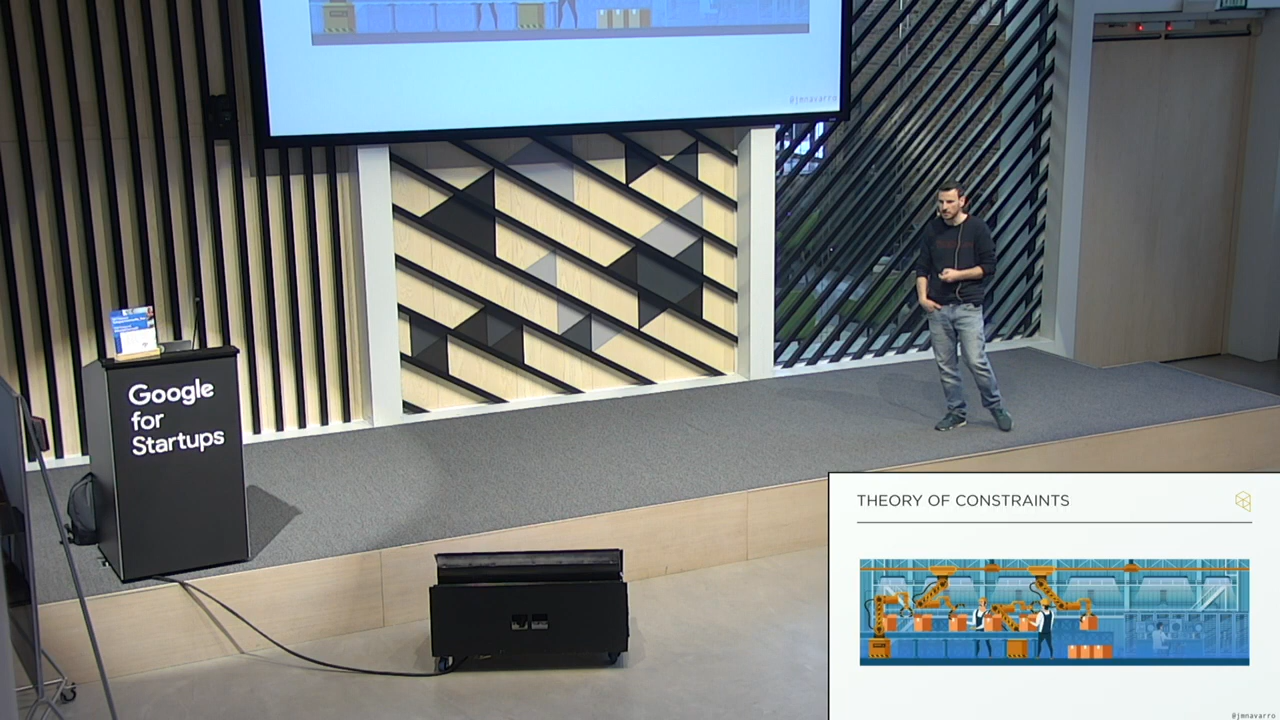 @jmnavarro
Google
for
Startups
THEORY OF CONSTRAINTS
@jmnavarro